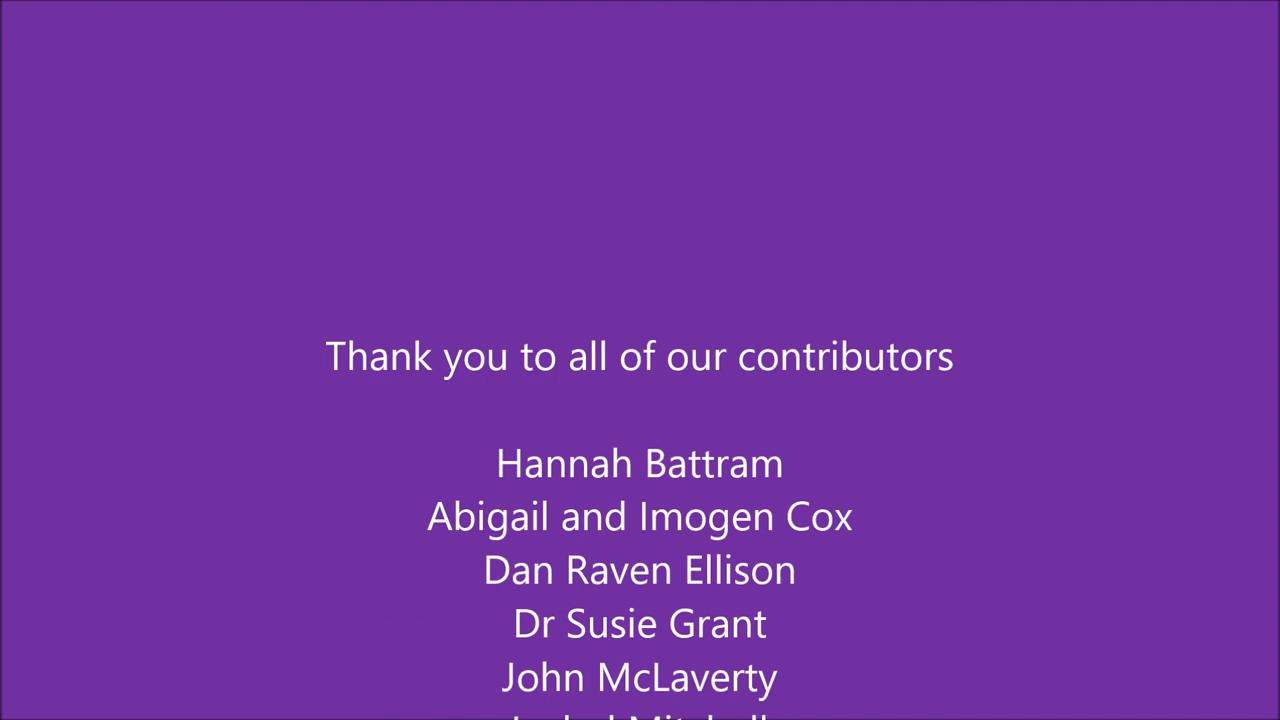 Thank you to all of our contributors
Hannah Battram
Abigail and Imogen Cox
Dan Raven Ellison
Dr Susie Grant
John McLaverty